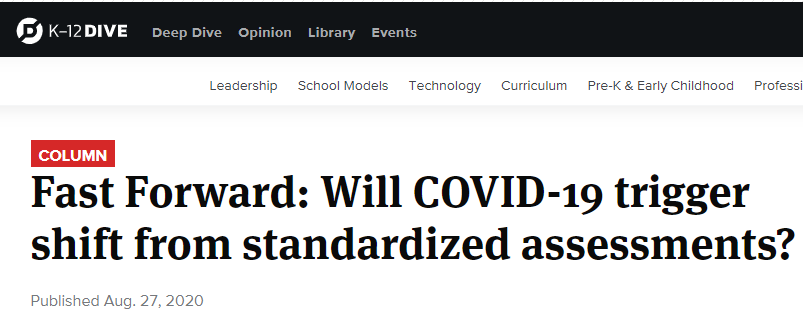 K-12 DIVE Deep Dive Opinion Library Events
Leadership School Models Technology Curriculum Pre-K & Early Childhood Professi
COLUMN
Fast Forward: Will COVID-19 trigger
shift from standardized assessments?
Published Aug. 27, 2020